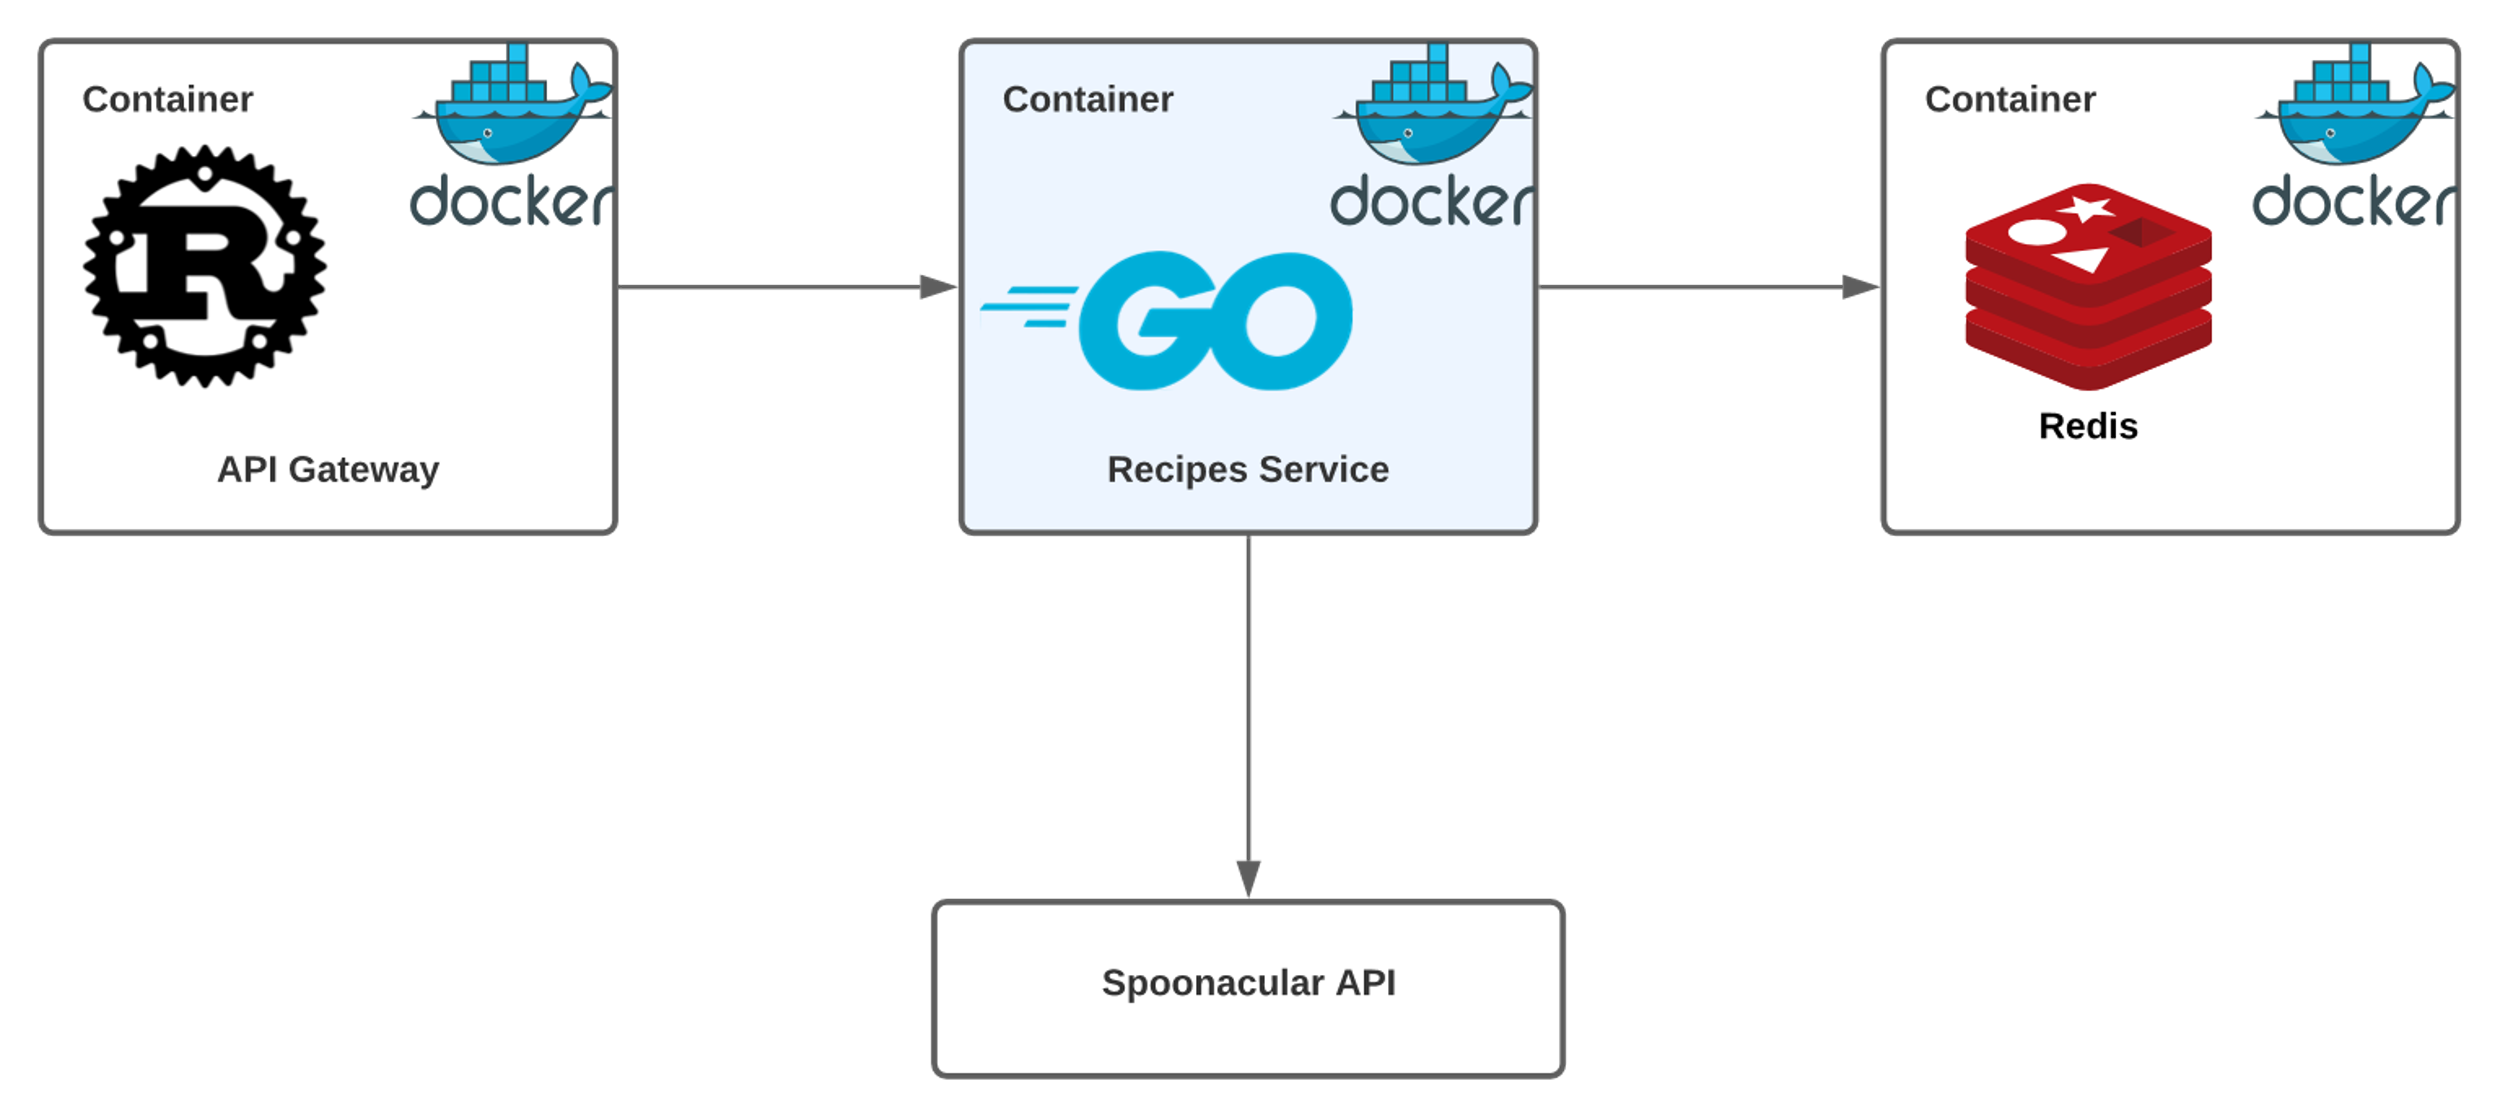 Container
docker
R
API Gateway
Container
docker
GO
Recipes Service
Container
docker
Redis
Spoonacular API